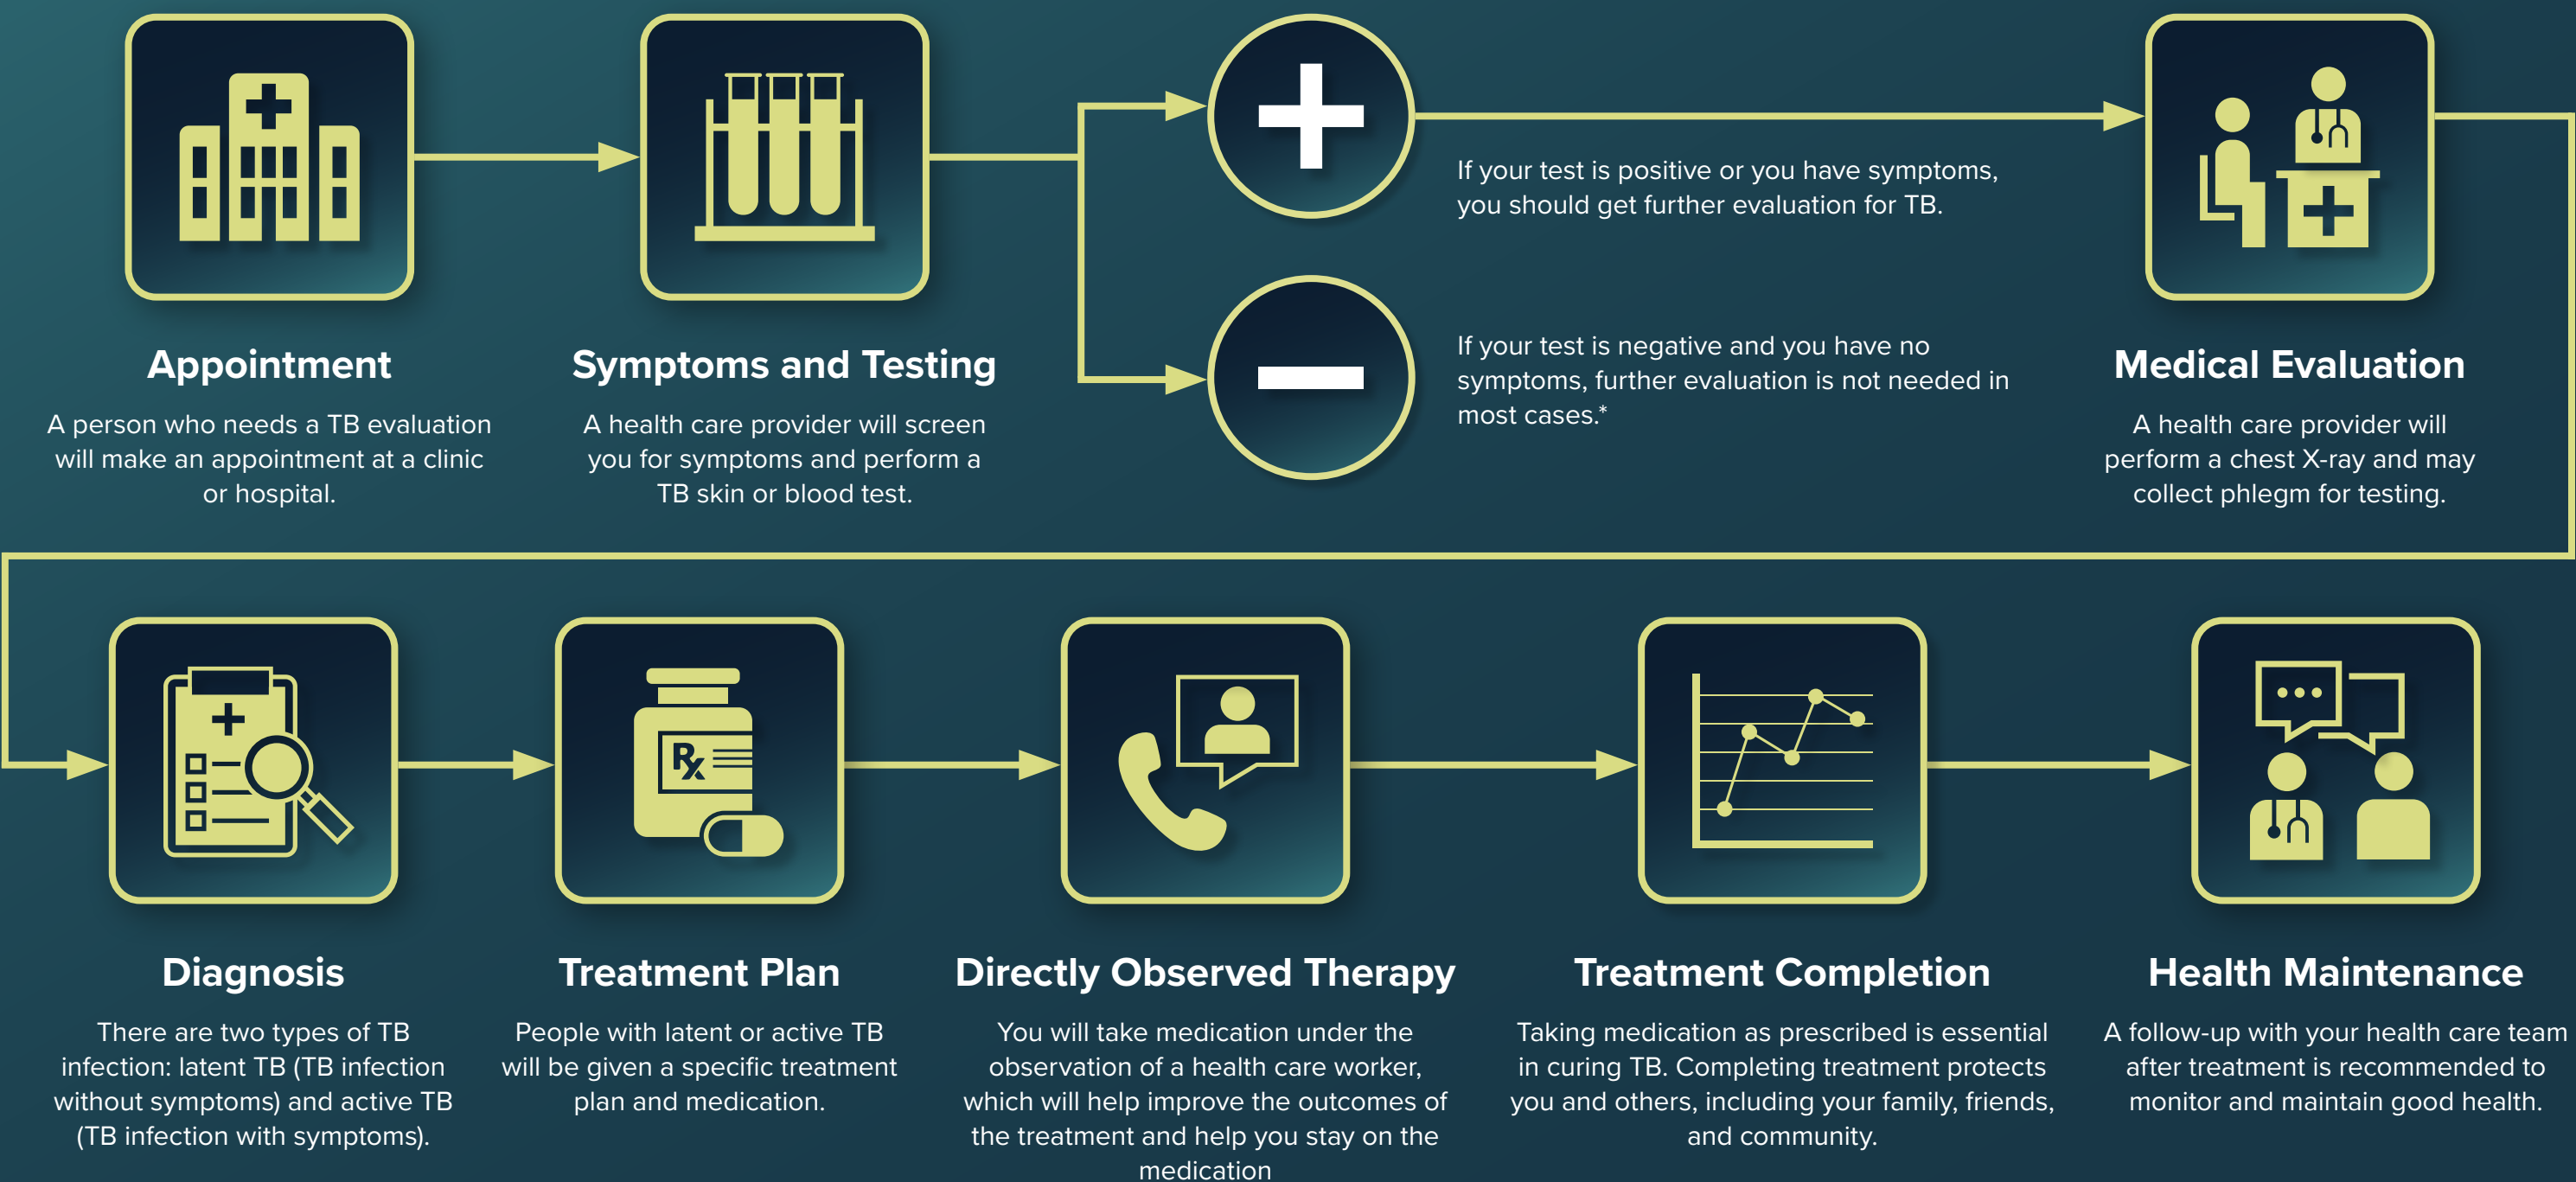 If your test is positive or you have symptoms,
you should get further evaluation for TB.
If your test is negative and you have no
symptoms, further evaluation is not needed in
most cases.*
Appointment
A person who needs a TB evaluation
will make an appointment at a clinic
or hospital.
Symptoms and Testing
A health care provider will screen
you for symptoms and perform a
TB skin or blood test.
Medical Evaluation
A health care provider will
perform a chest X-ray and may
collect phlegm for testing.
Rx
Diagnosis
There are two types of TB
infection: latent TB (TB infection
without symptoms) and active TB
(TB infection with symptoms).
Treatment Plan
People with latent or active TB
will be given a specific treatment
plan and medication.
Directly Observed Therapy
You will take medication under the
observation of a health care worker,
which will help improve the outcomes of
the treatment and help you stay on the
medication
Treatment Completion
Taking medication as prescribed is essential
in curing TB. Completing treatment protects
you and others, including your family, friends,
and community.
Health Maintenance
A follow-up with your health care team
after treatment is recommended to
monitor and maintain good health.